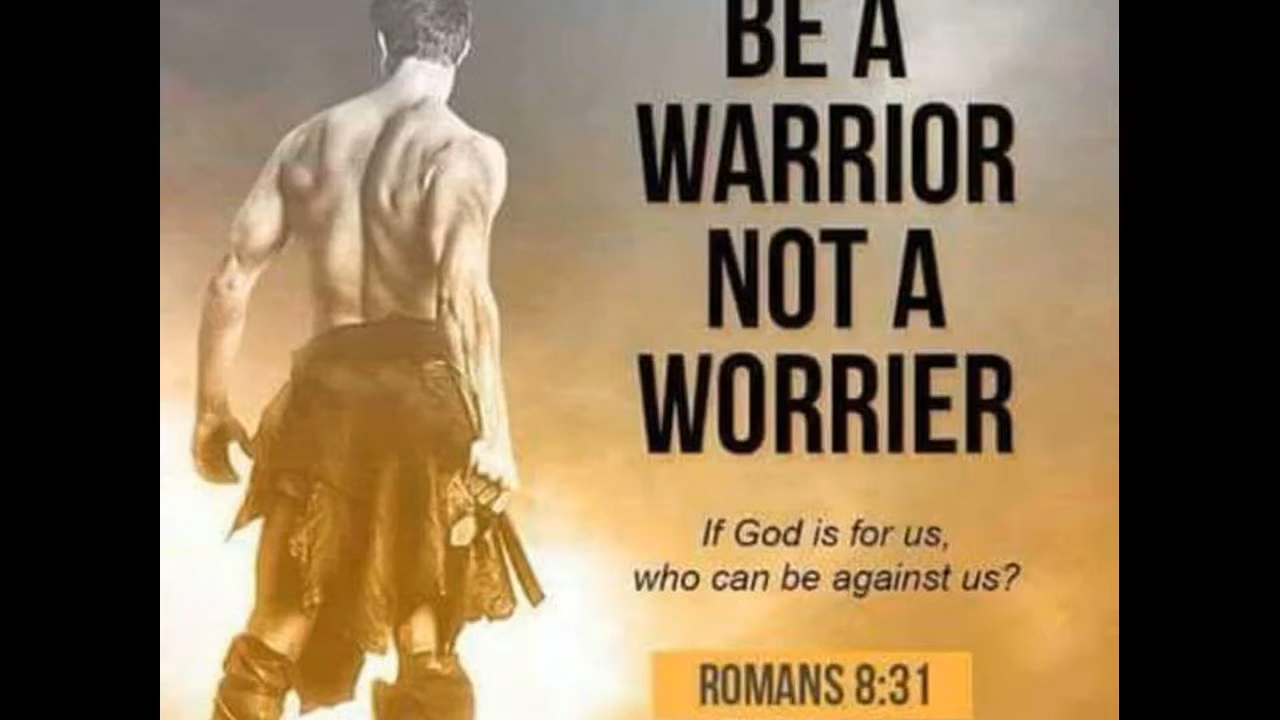 BE A
WARRIOR
NOT A
WORRIER
If God is for us,
who can be against us?
ROMANS 8:31